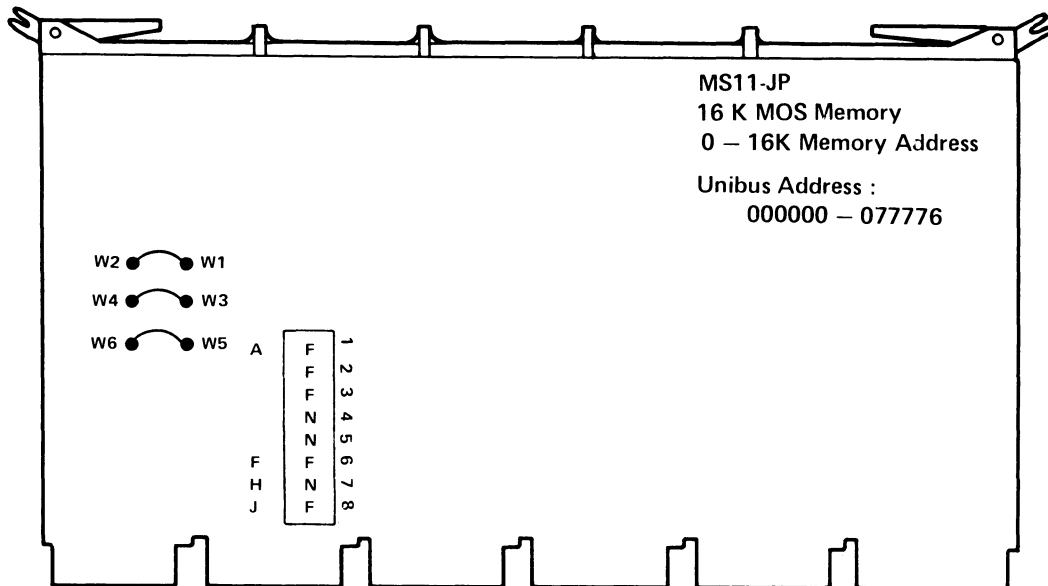 MS11-JP
16 K MOS Memory
0 – 16K Memory Address
Unibus Address :
000000 – 077776
W2 W1
W4 W3
W6 W5
A F 1
F 2
F 3
N 4
N 5
F F 6
H N 7
J F 8